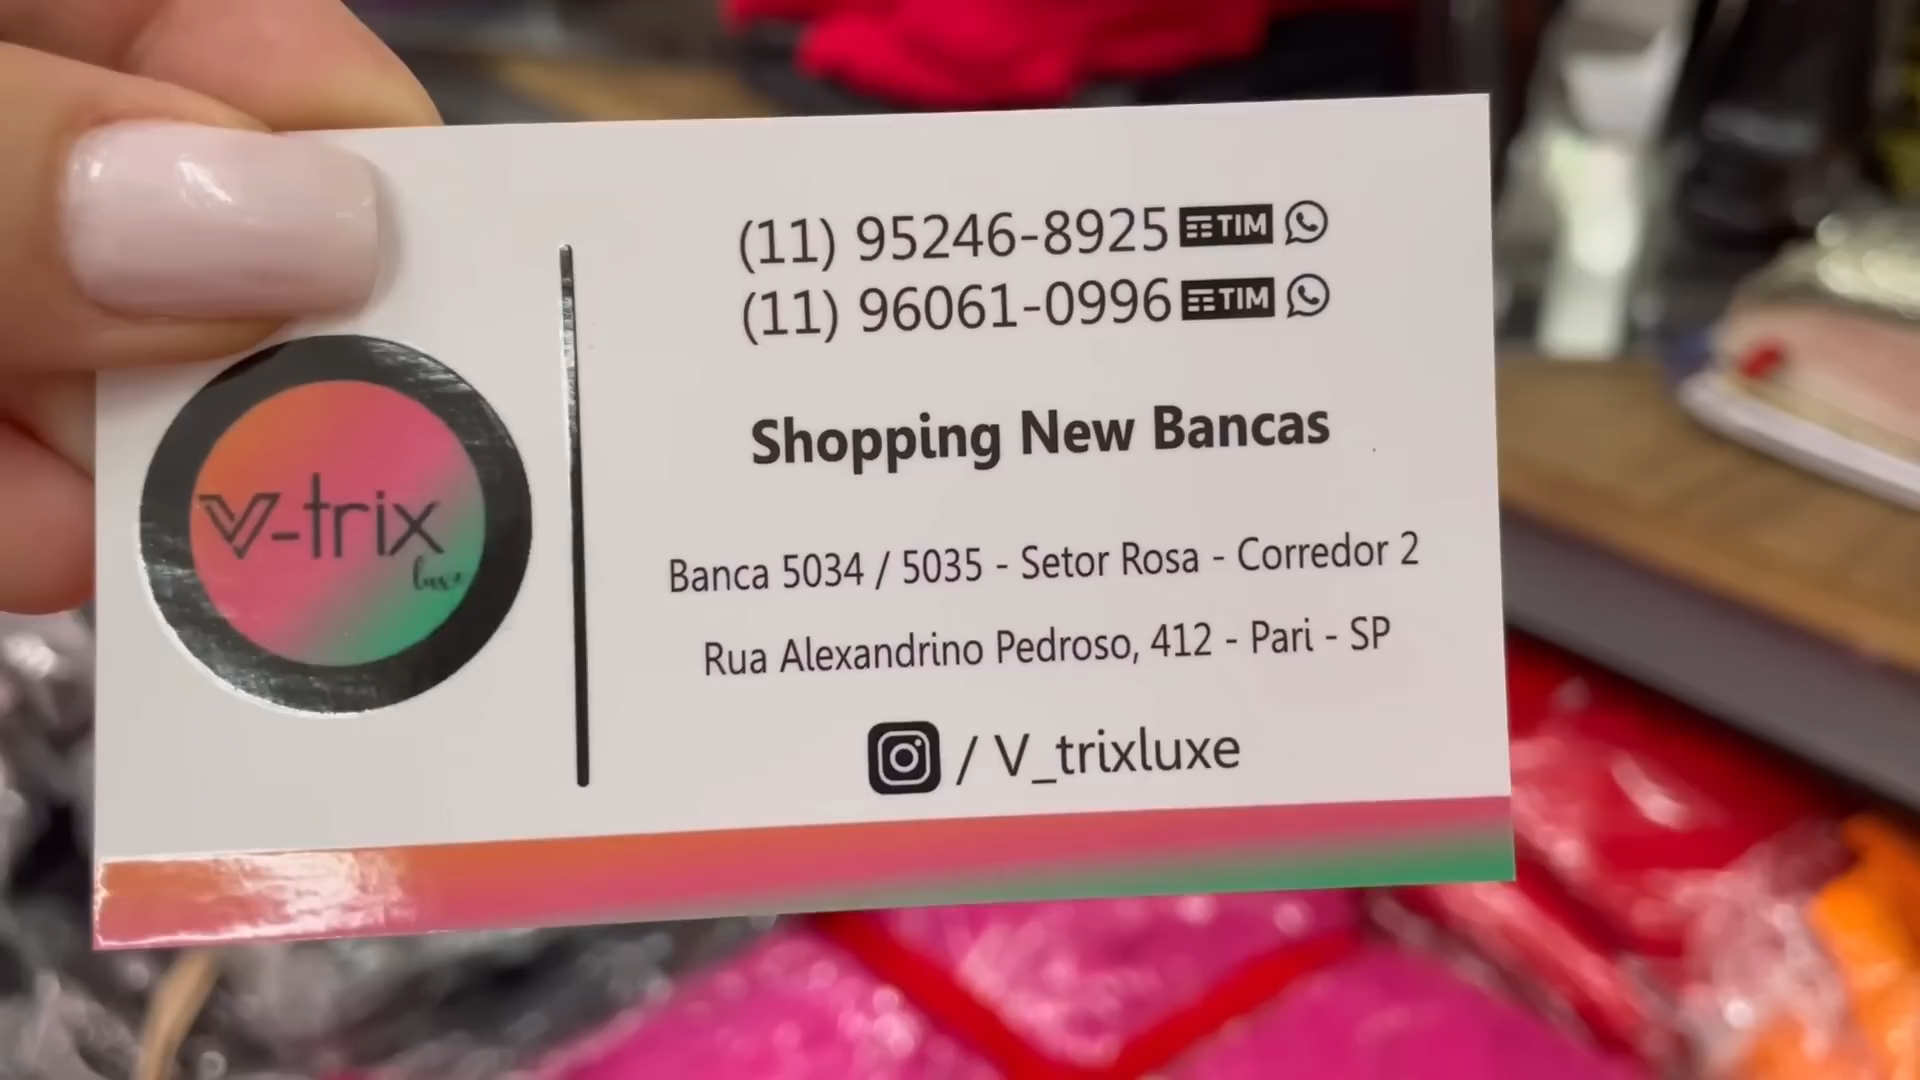 (11) 95246-8925 TIM
(11) 96061-0996 TIM
Shopping New Bancas
V-trix
luxe
Banca 5034 / 5035 - Setor Rosa - Corredor 2
Rua Alexandrino Pedroso, 412 - Pari - SP
/ V_trixluxe